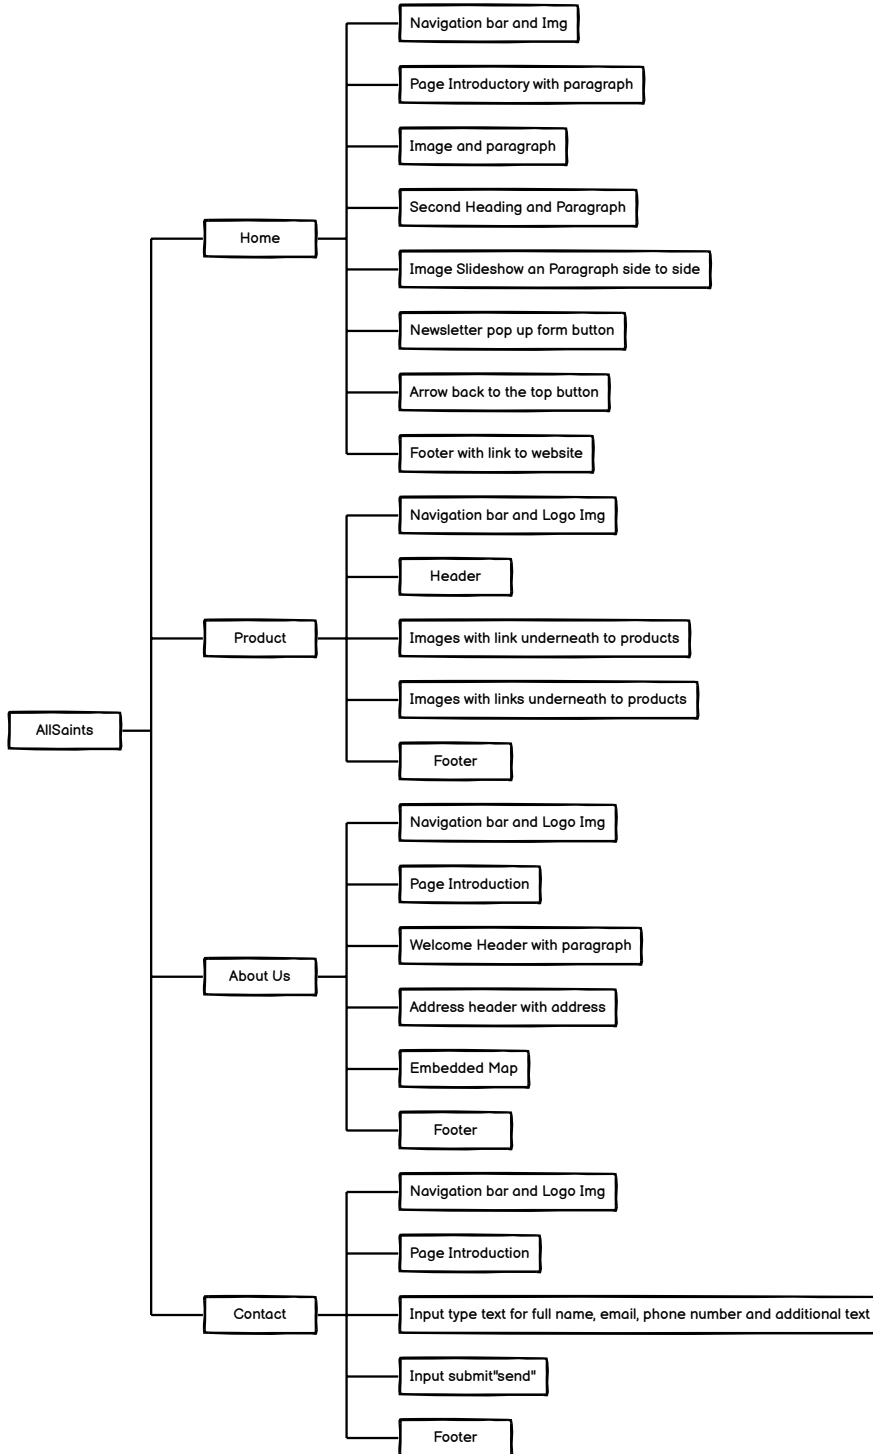 Navigation bar and Img
Page Introductory with paragraph
Image and paragraph
Second Heading and Paragraph
Home
Image Slideshow an Paragraph side to side
Newsletter pop up form button
Arrow back to the top button
Footer with link to website
Navigation bar and Logo Img
Header
Product
Images with link underneath to products
Images with links underneath to products
AllSaints
Footer
Navigation bar and Logo Img
Page Introduction
Welcome Header with paragraph
About Us
Address header with address
Embedded Map
Footer
Navigation bar and Logo Img
Page Introduction
Contact
Input type text for full name, email, phone number and additional text
Input submit"send"
Footer